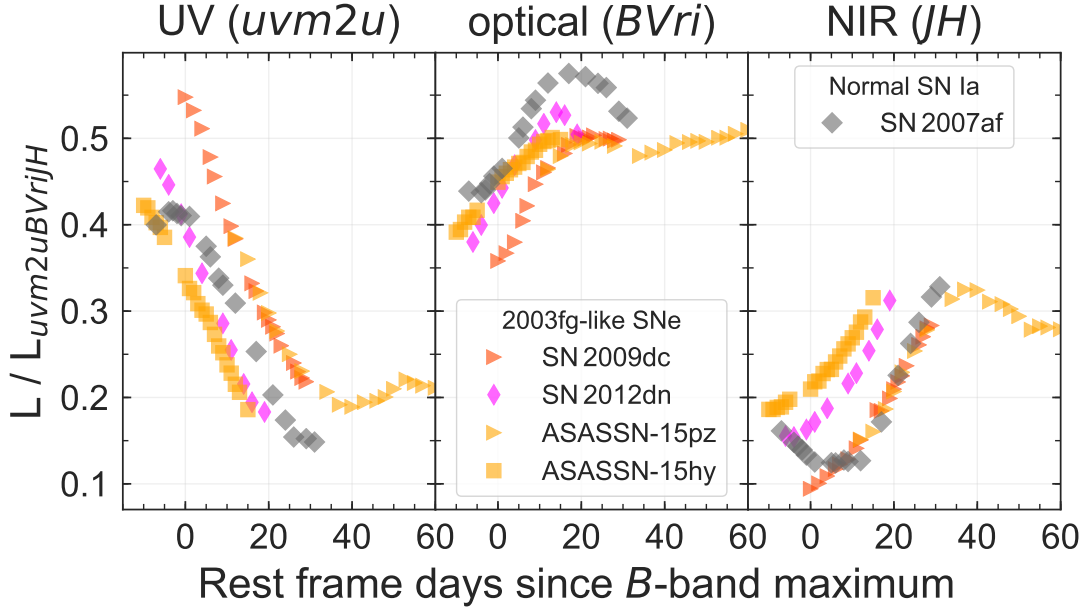 UV (uvm2u) optical (BVri) NIR (JH)
L / Luvm2uBVriJH
0.5
0.4
0.3
0.2
0.1
Normal SN Ia
SN 2007af
2003fg-like SNe
SN 2009dc
SN 2012dn
ASASSN-15pz
ASASSN-15hy
0 20 40 60 0 20 40 60 0 20 40 60
Rest frame days since B-band maximum